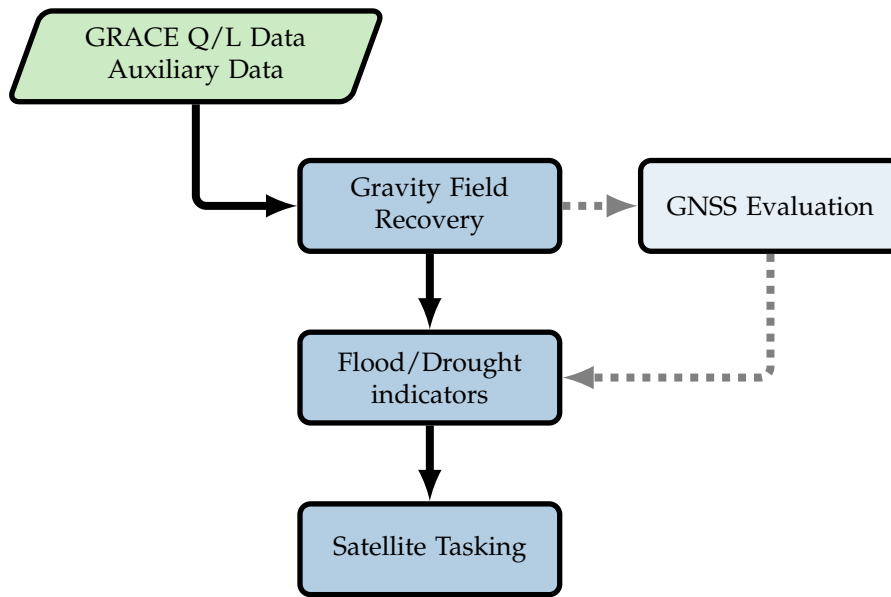 GRACE Q/L Data
Auxiliary Data
Gravity Field
Recovery
GNSS Evaluation
Flood/Drought
indicators
Satellite Tasking